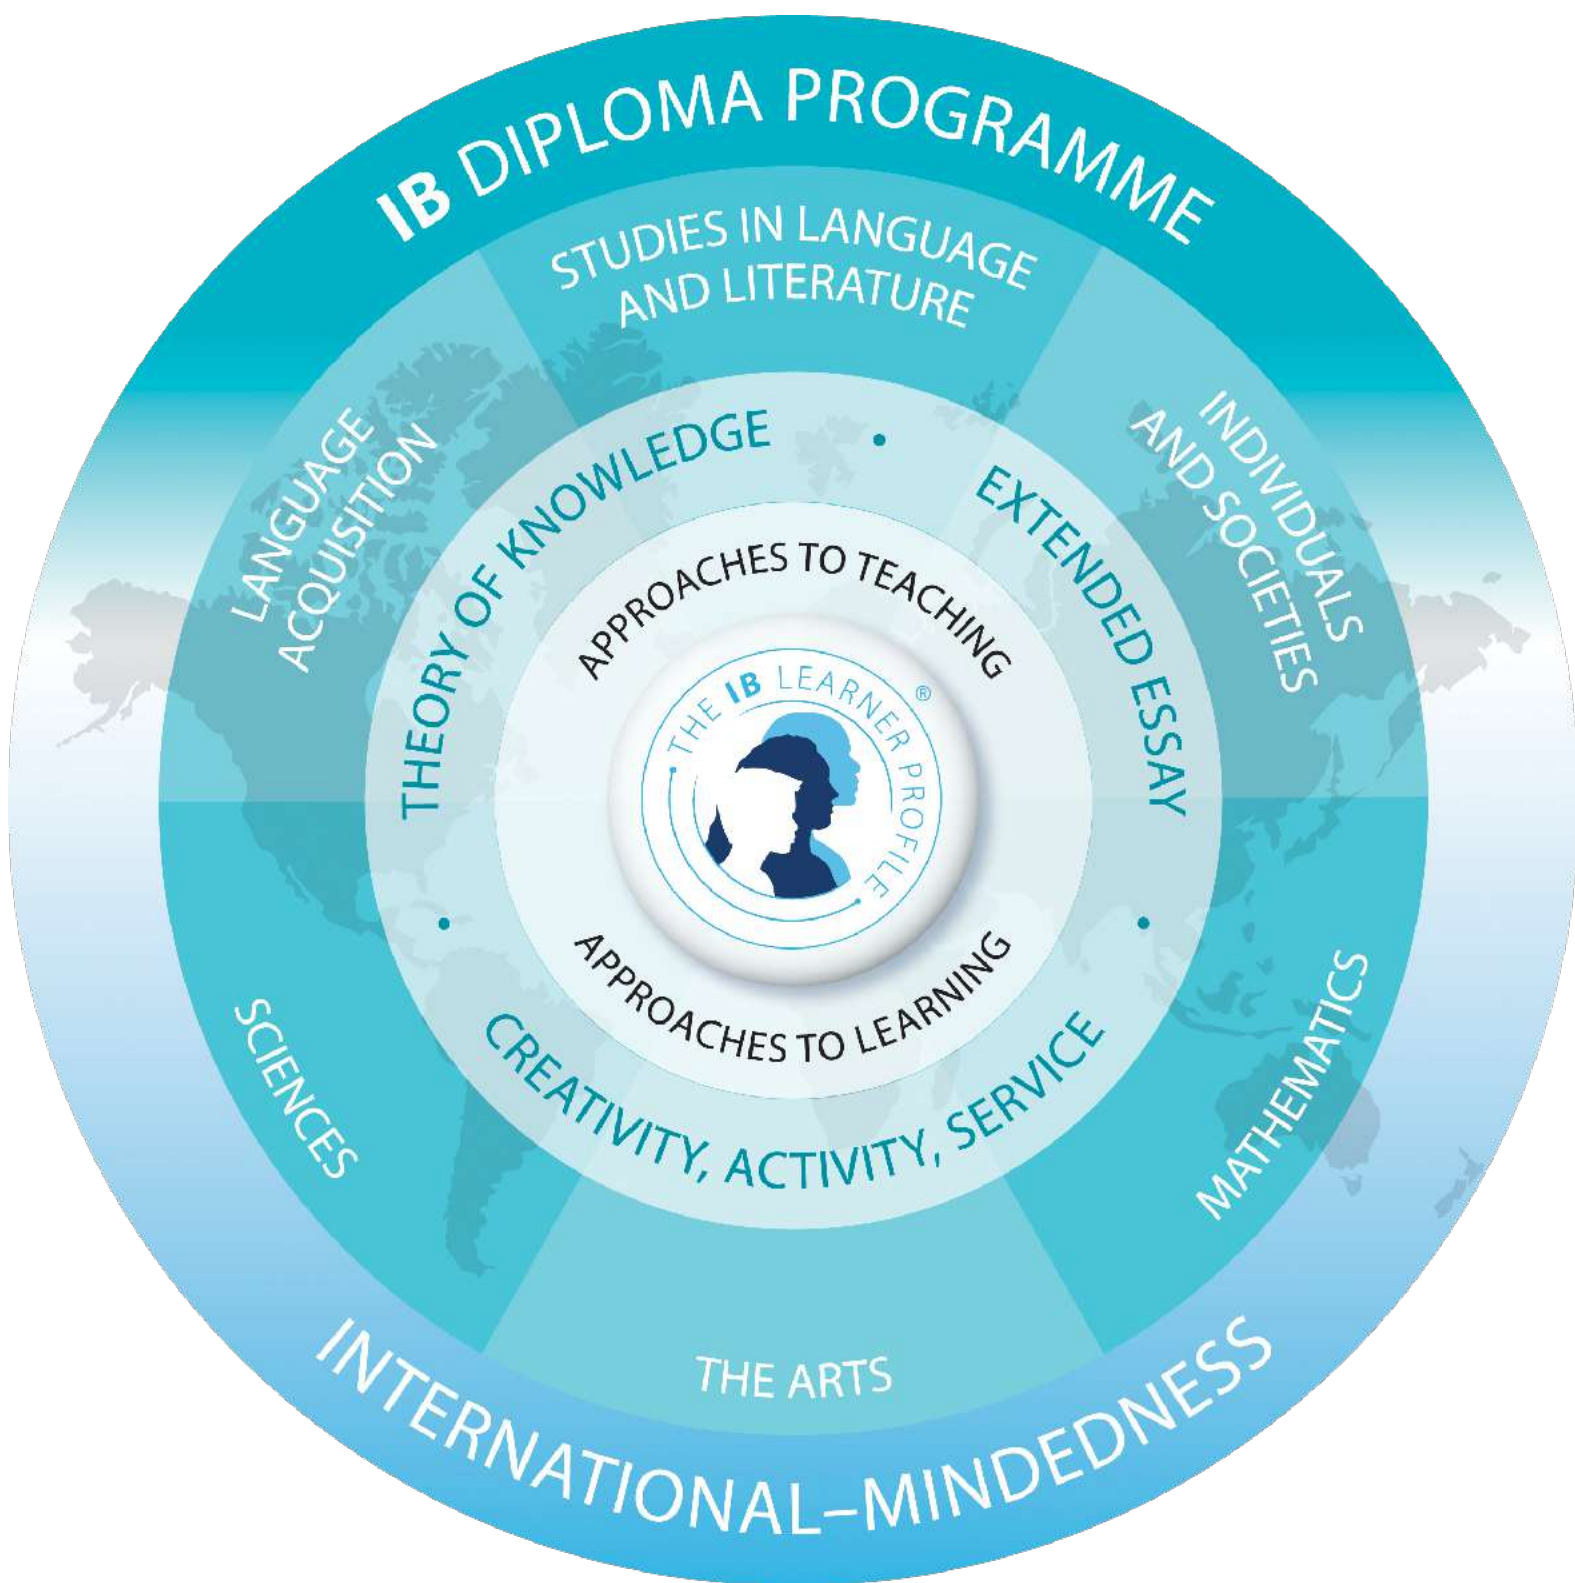 IB DIPLOMA PROGRAMME
STUDIES IN LANGUAGE
AND LITERATURE
LANGUAGE
ACQUISITION
INDIVIDUALS
AND SOCIETIES
THEORY OF KNOWLEDGE
•
EXTENDED ESSAY
APPROACHES TO TEACHING
THE IB LEARNER PROFILE ®
APPROACHES TO LEARNING
•
CREATIVITY, ACTIVITY, SERVICE
•
SCIENCES
MATHEMATICS
THE ARTS
INTERNATIONAL–MINDEDNESS